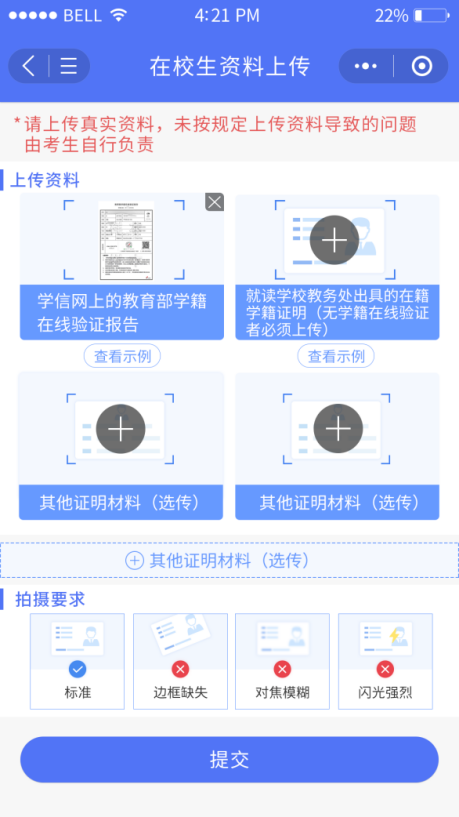 BELL 4:21 PM 22%
在校生资料上传
*请上传真实资料，未按规定上传资料导致的问题
由考生自行负责
上传资料
学信网上的教育部学籍
在线验证报告
就读学校教务处出具的在籍
学籍证明（无学籍在线验证
者必须上传）
查看示例 查看示例
其他证明材料（选传） 其他证明材料（选传）
其他证明材料（选传）
拍摄要求
标准 边框缺失 对焦模糊 闪光强烈
提交